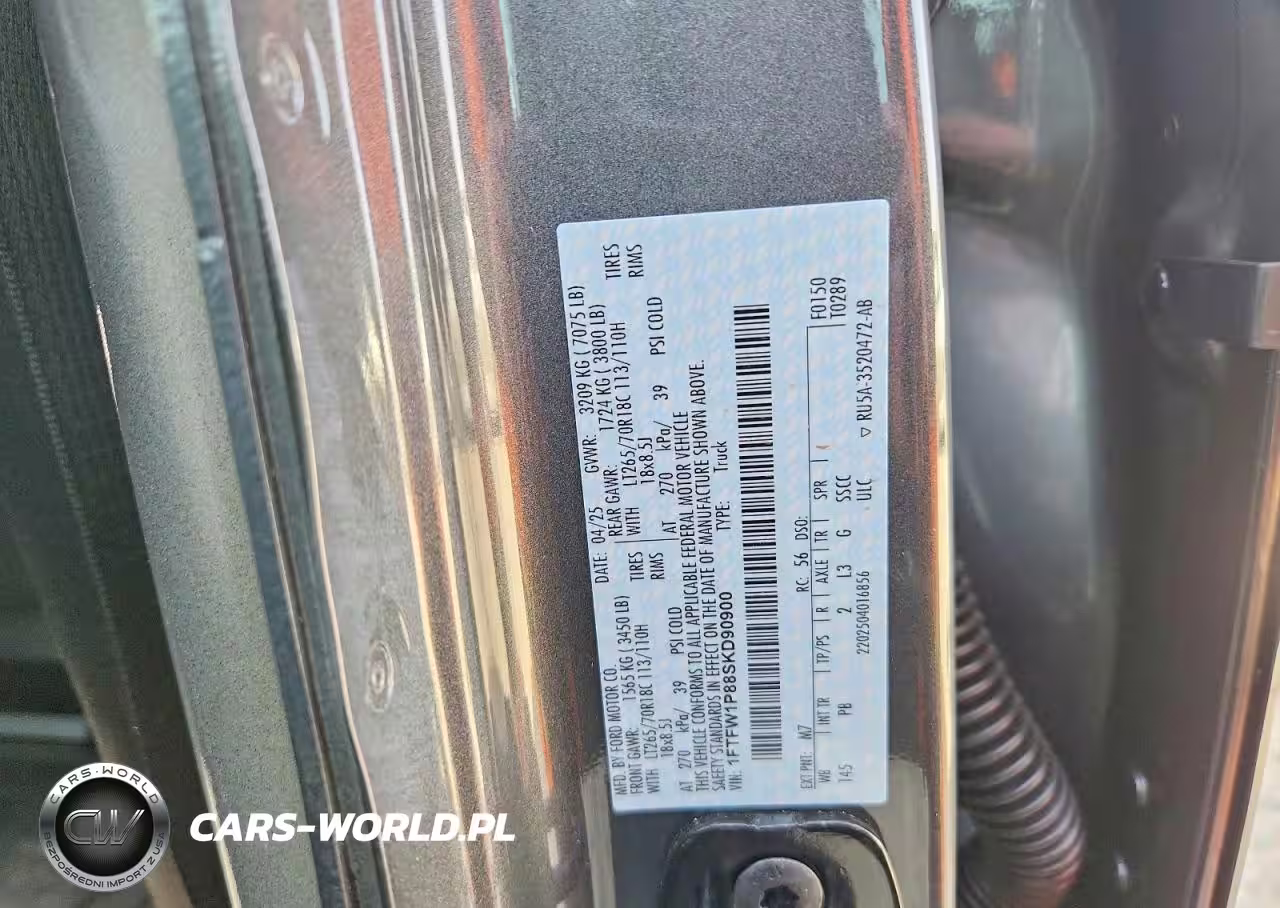 MFD. BY FORD MOTOR CO.
DATE: 04/25
GVWR: 3209 KG ( 7075 LB)
FRONT GAWR: 1565 KG ( 3450 LB)
REAR GAWR: 1724 KG ( 3800 LB)
WITH LT265/70R18C 113/110H TIRES
WITH LT265/70R18C 113/110H TIRES
18x8.5J RIMS
18x8.5J RIMS
AT 270 kPa/ 39 PSI COLD
AT 270 kPa/ 39 PSI COLD
THIS VEHICLE CONFORMS TO ALL APPLICABLE FEDERAL MOTOR VEHICLE
SAFETY STANDARDS IN EFFECT ON THE DATE OF MANUFACTURE SHOWN ABOVE.
VIN: 1FTFW1P88SKD90900
TYPE: Truck
EXT PNT: M7 RC: 56 DSO:
F0150
T0289
WB | INT TR | TP/PS | R | AXLE | TR | SPR |
145 PB 2 L3 G SSCC
2202504016856 ULC ▽ RU5A-3520472-AB
CARS-WORLD
CW
BEZPOŚREDNI IMPORT Z USA
CARS-WORLD.PL